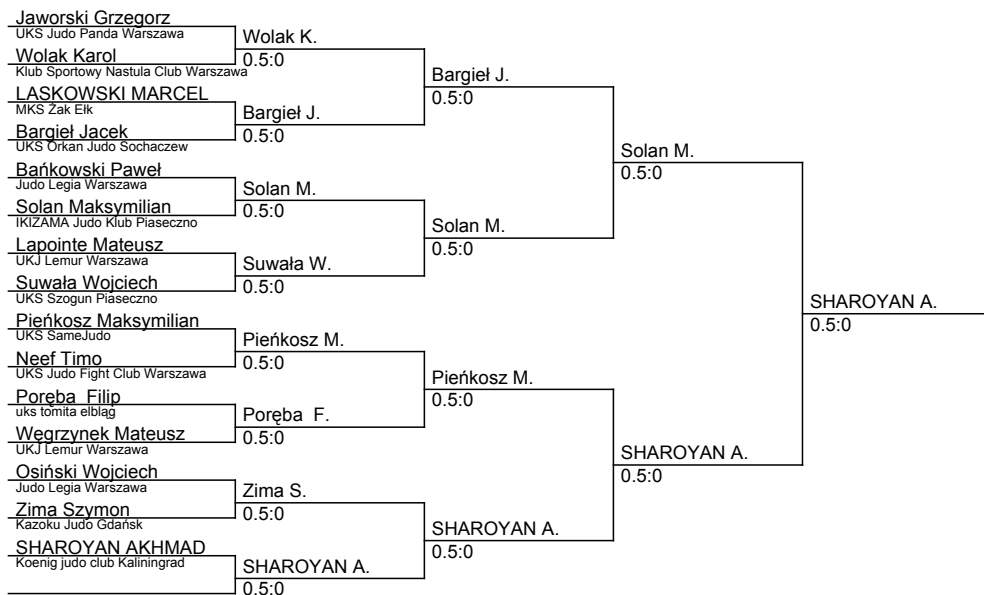 Jaworski Grzegorz
UKS Judo Panda Warszawa
Wolak Karol
Klub Sportowy Nastula Club Warszawa
LASKOWSKI MARCEL
MKS Żak Ełk
Bargieł Jacek
UKS Orkan Judo Sochaczew
Bańkowski Paweł
Judo Legia Warszawa
Solan Maksymilian
IKIZAMA Judo Klub Piaseczno
Lapointe Mateusz
UKJ Lemur Warszawa
Suwała Wojciech
UKS Szogun Piaseczno
Pieńkosz Maksymilian
UKS SameJudo
Neef Timo
UKS Judo Fight Club Warszawa
Poręba  Filip
uks tomita elbląg
Węgrzynek Mateusz
UKJ Lemur Warszawa
Osiński Wojciech
Judo Legia Warszawa
Zima Szymon
Kazoku Judo Gdańsk
SHAROYAN AKHMAD
Koenig judo club Kaliningrad
Wolak K.
0.5:0
Bargieł J.
0.5:0
Solan M.
0.5:0
Suwała W.
0.5:0
Pieńkosz M.
0.5:0
Poręba  F.
0.5:0
Zima S.
0.5:0
SHAROYAN A.
0.5:0
Bargieł J.
0.5:0
Solan M.
0.5:0
Pieńkosz M.
0.5:0
SHAROYAN A.
0.5:0
Solan M.
0.5:0
SHAROYAN A.
0.5:0
SHAROYAN A.
0.5:0